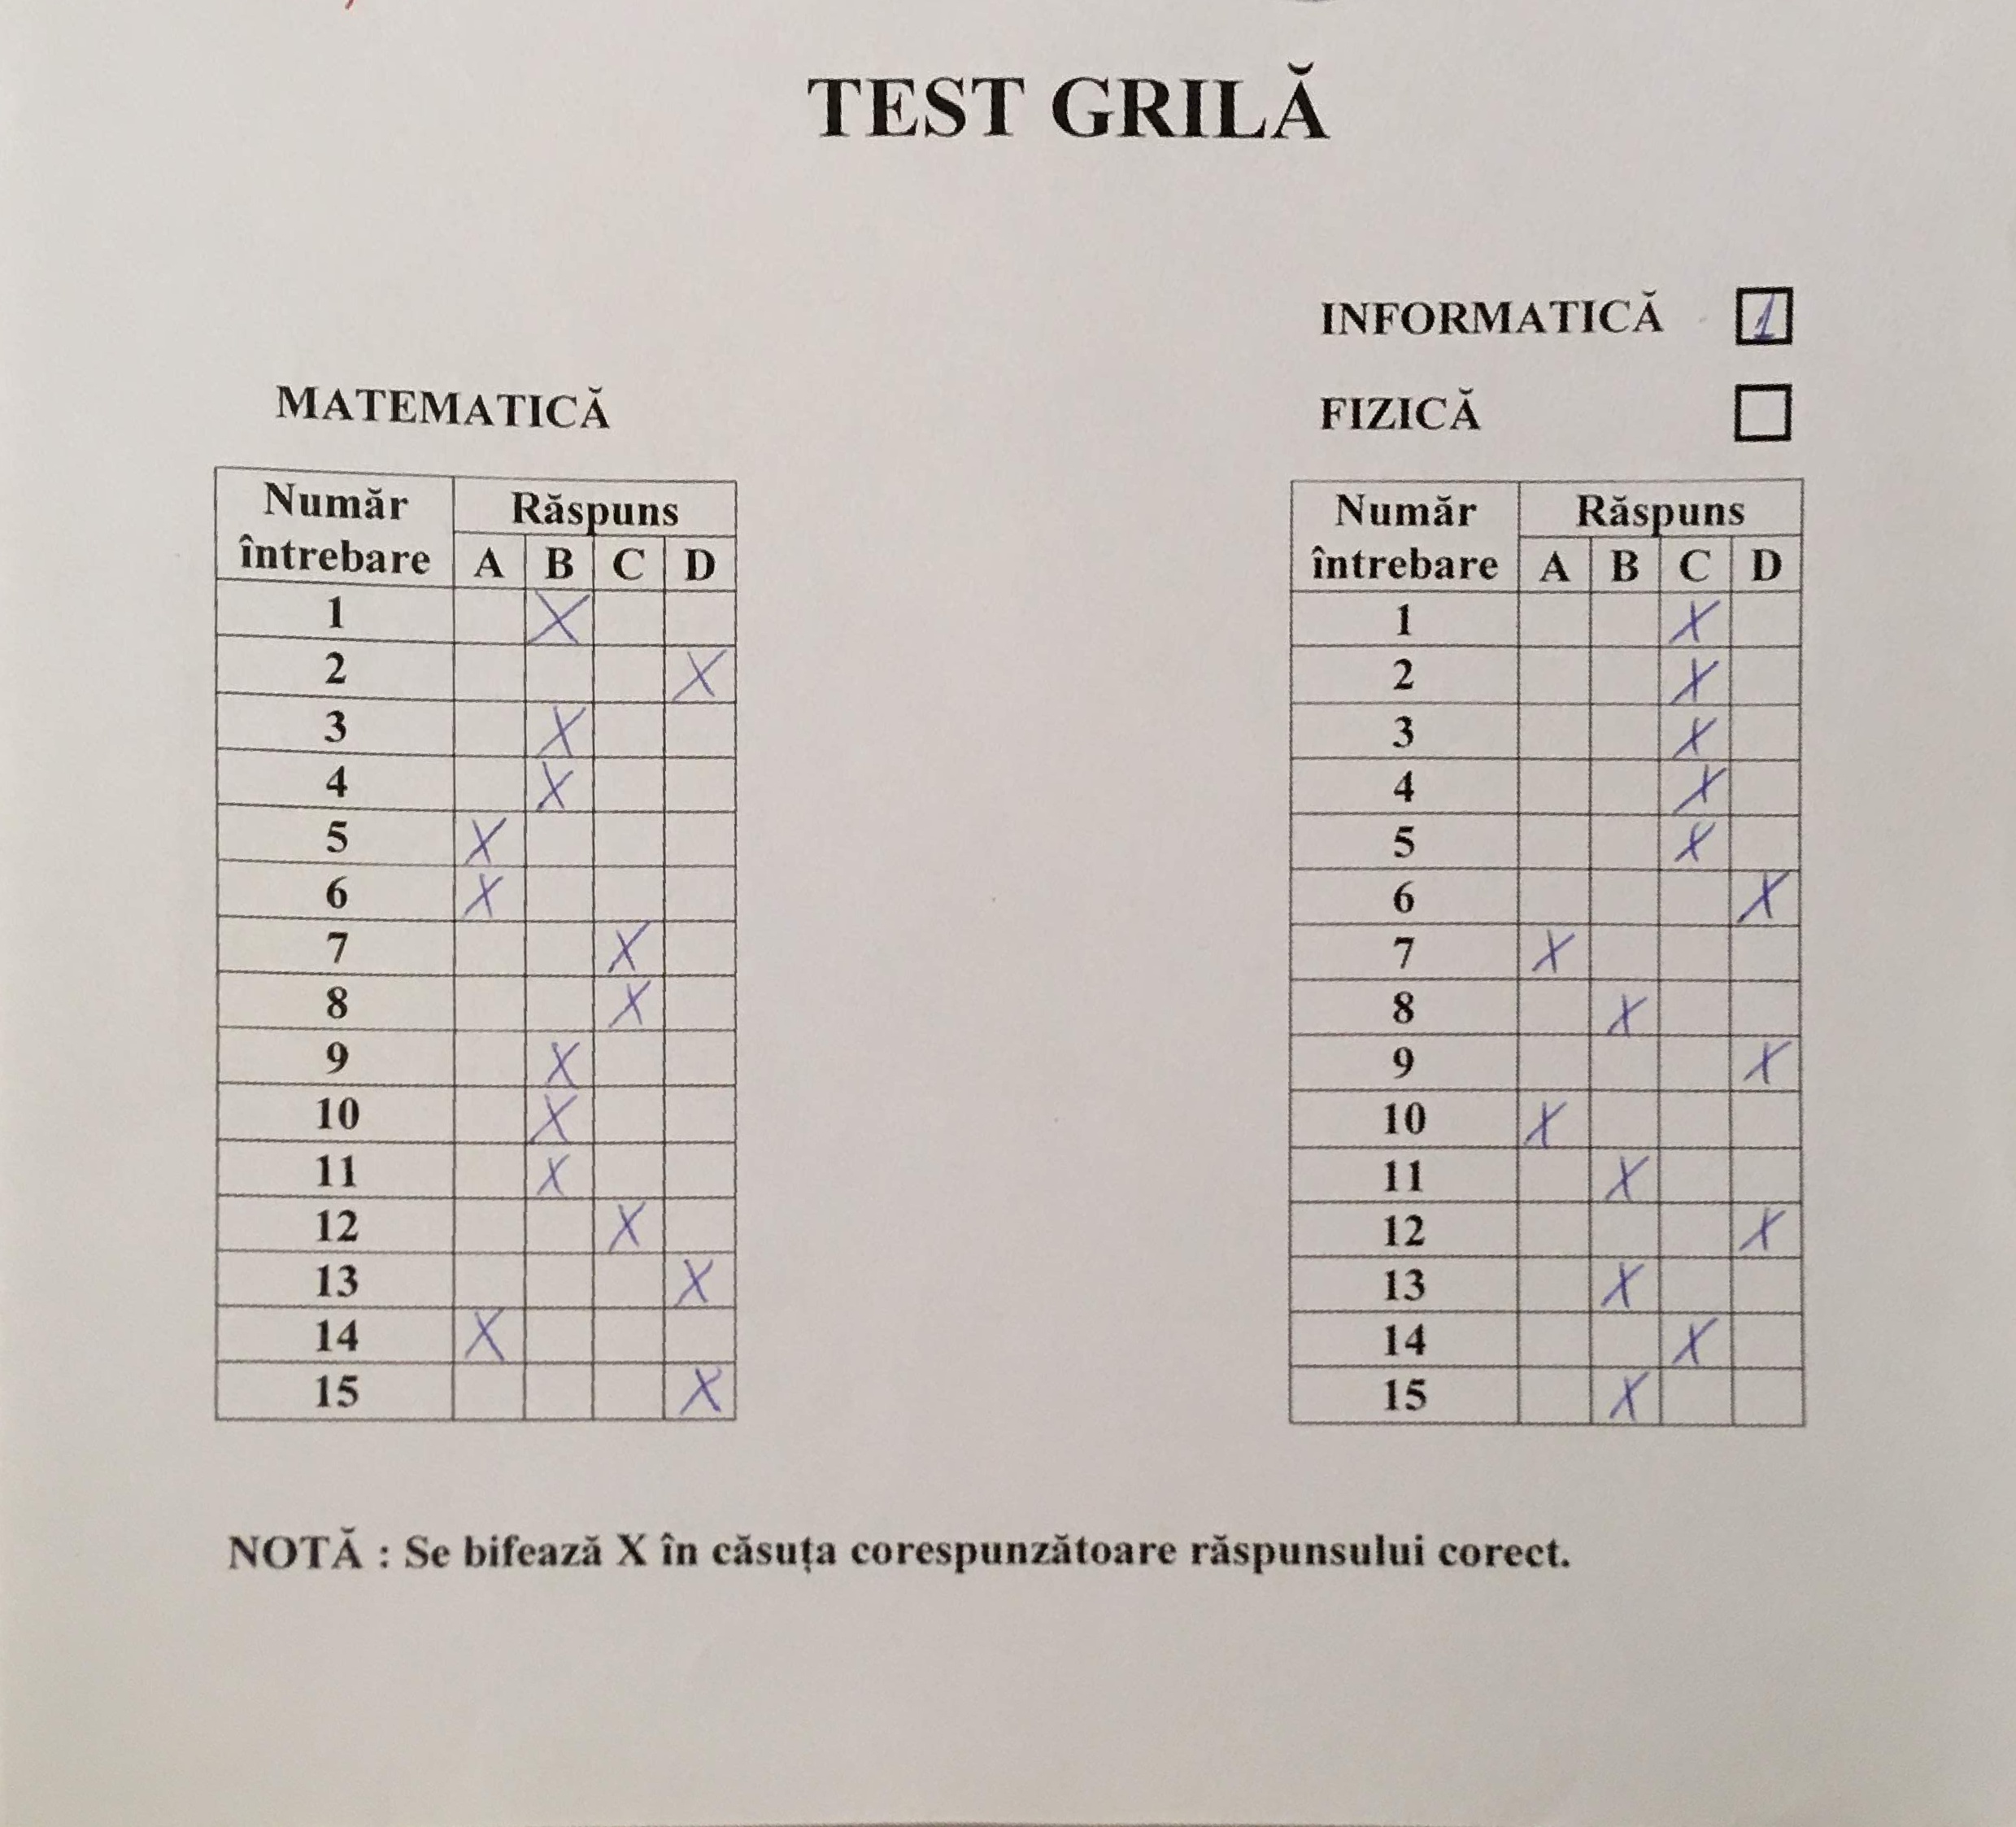 TEST GRILĂ
INFORMATICĂ 1
MATEMATICĂ FIZICĂ
Număr întrebare Răspuns Număr întrebare Răspuns
A B C D A B C D
1 X 1 X
2 X 2 X
3 X 3 X
4 X 4 X
5 X 5 X
6 X 6 X
7 X 7 X
8 X 8 X
9 X 9 X
10 X 10 X
11 X 11 X
12 X 12 X
13 X 13 X
14 X 14 X
15 X 15 X
NOTĂ : Se bifează X în căsuța corespunzătoare răspunsului corect.